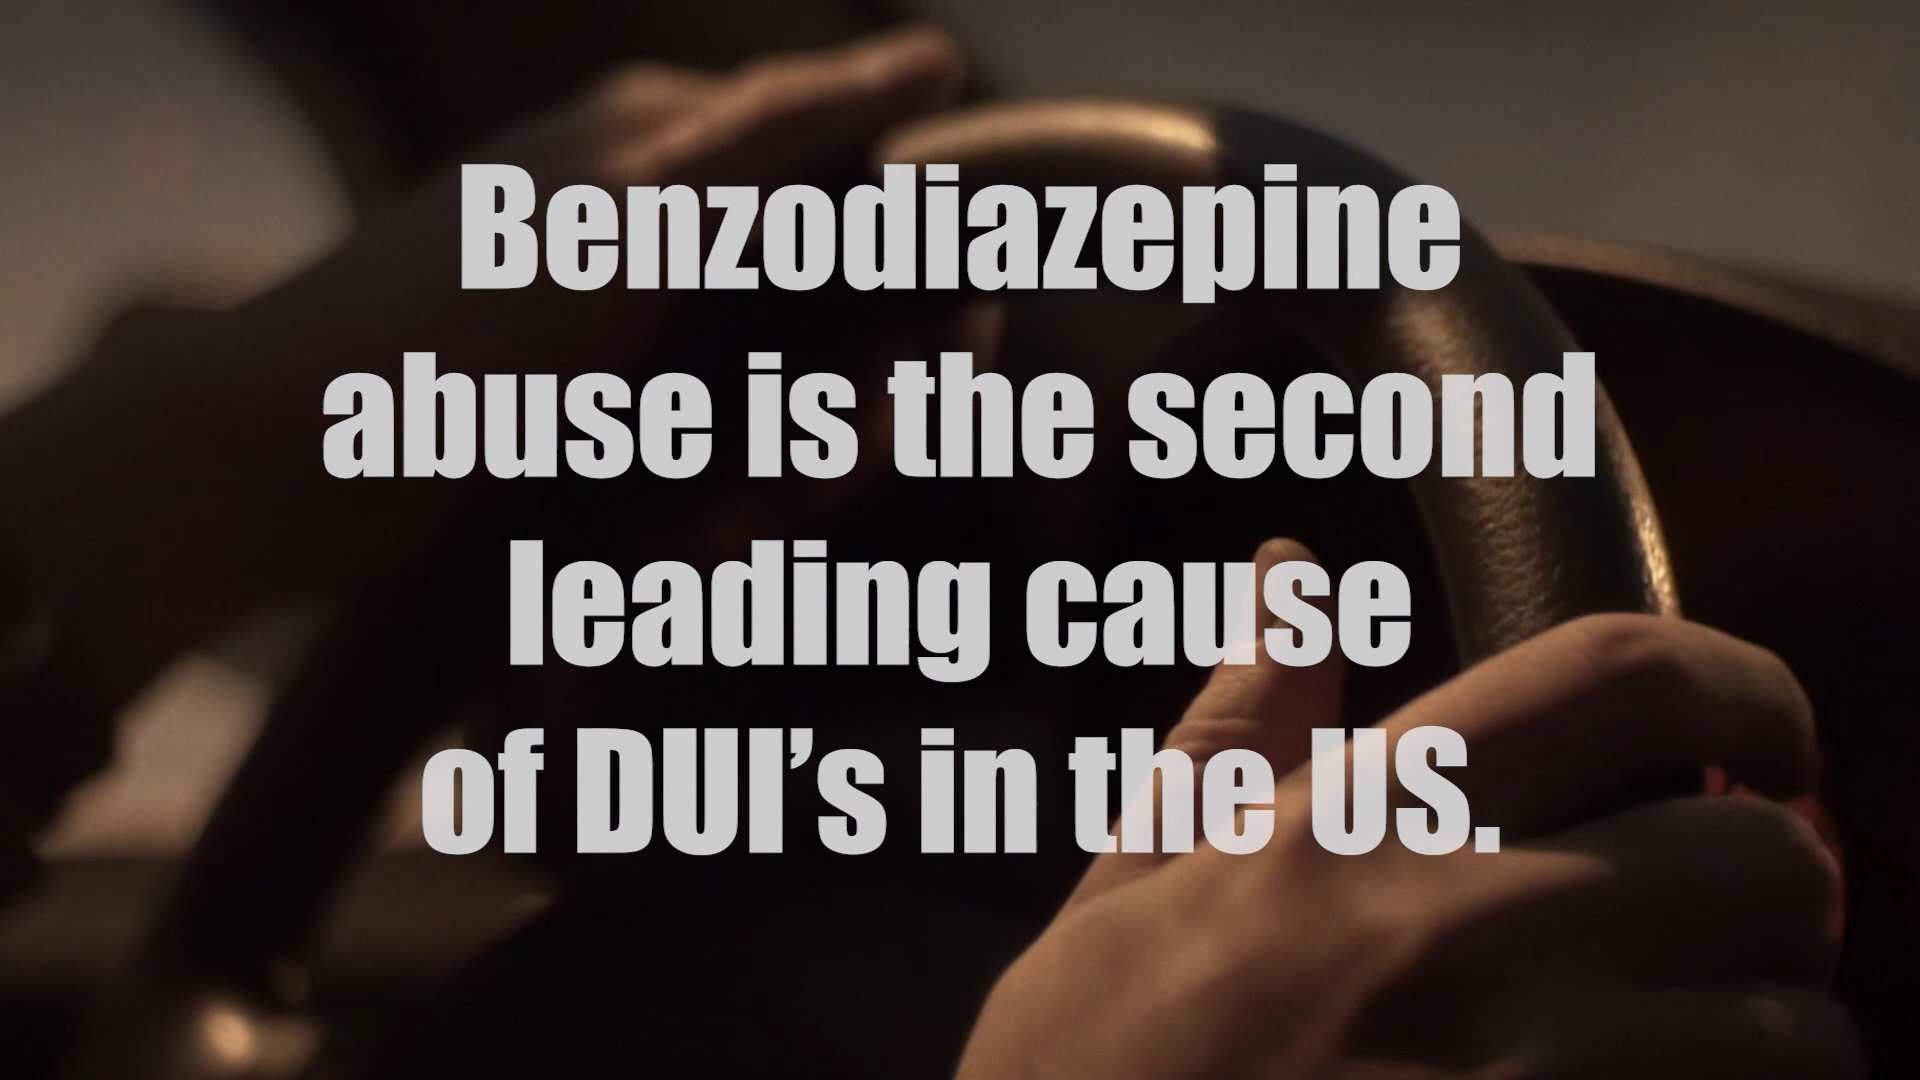 Benzodiazepine
abuse is the second
leading cause
of DUI’s in the US.